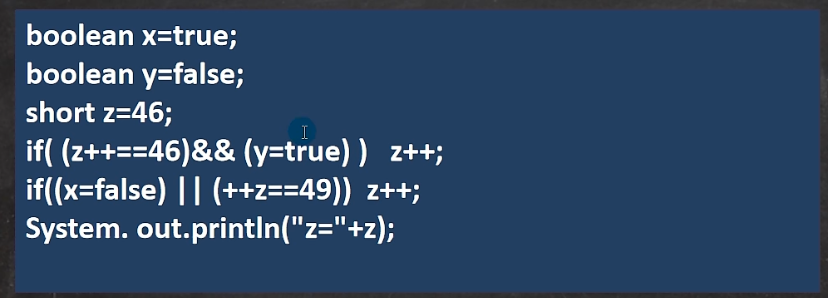 boolean x=true;
boolean y=false;
short z=46;
if( (z++==46)&& (y=true) ) z++;
if((x=false) || (++z==49)) z++;
System. out.println("z="+z);